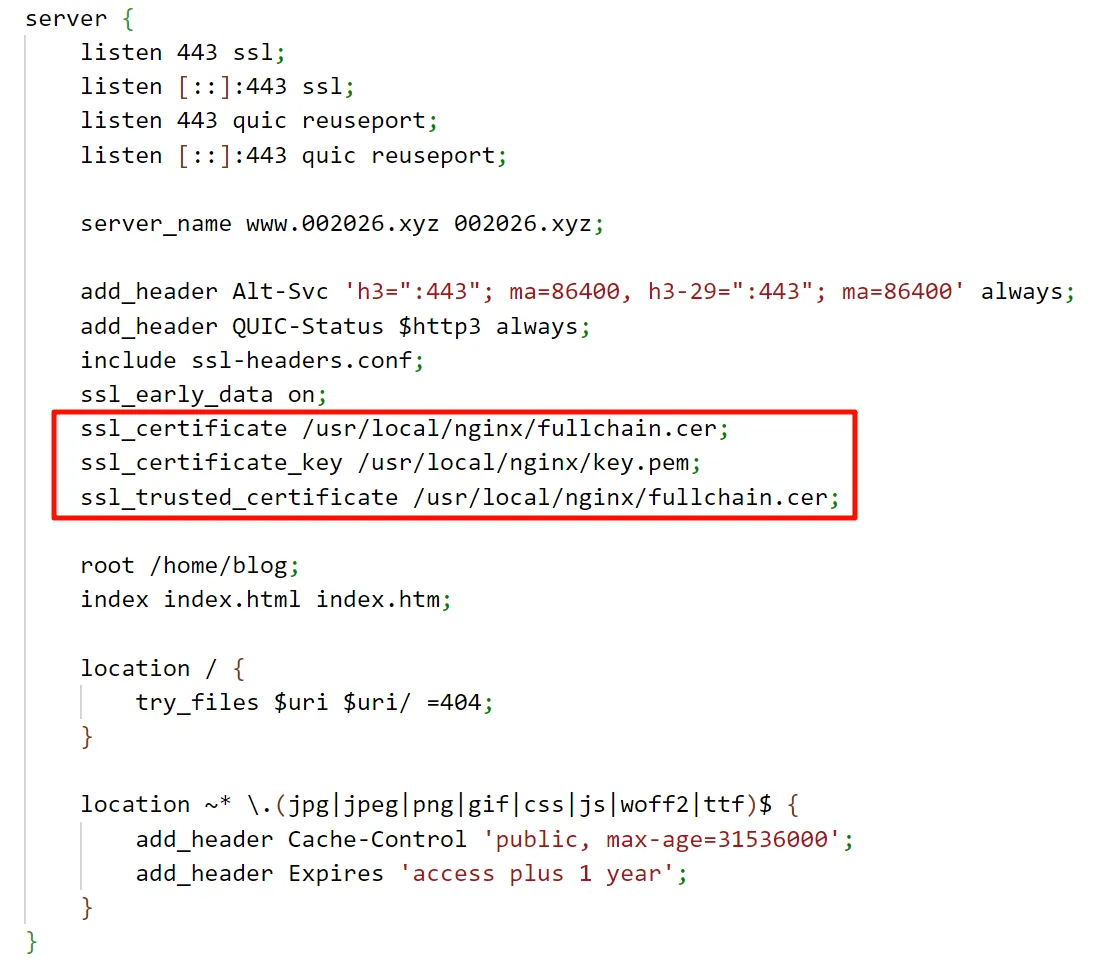 server {
listen 443 ssl;
listen [::]:443 ssl;
listen 443 quic reuseport;
listen [::]:443 quic reuseport;
server_name www.002026.xyz 002026.xyz;
add_header Alt-Svc 'h3=":443"; ma=86400, h3-29=":443"; ma=86400' always;
add_header QUIC-Status $http3 always;
include ssl-headers.conf;
ssl_early_data on;
ssl_certificate /usr/local/nginx/fullchain.cer;
ssl_certificate_key /usr/local/nginx/key.pem;
ssl_trusted_certificate /usr/local/nginx/fullchain.cer;
root /home/blog;
index index.html index.htm;
location / {
try_files $uri $uri/ =404;
}
location ~* \.(jpg|jpeg|png|gif|css|js|woff2|ttf)$ {
add_header Cache-Control 'public, max-age=31536000';
add_header Expires 'access plus 1 year';
}
}